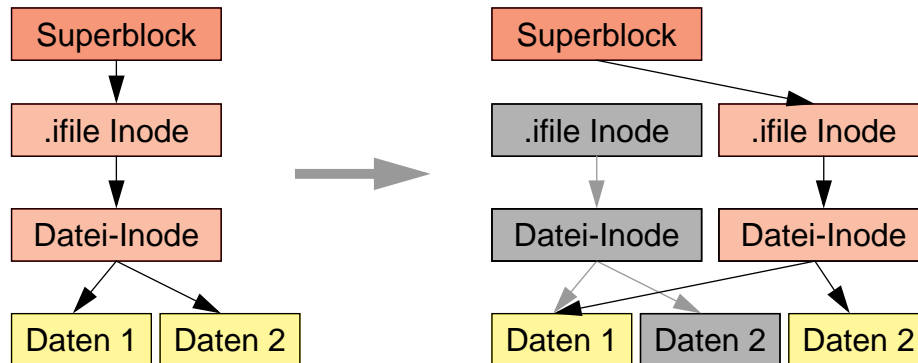 Superblock
.ifile Inode
Datei-Inode
Daten 1 Daten 2
Superblock
.ifile Inode .ifile Inode
Datei-Inode Datei-Inode
Daten 1 Daten 2 Daten 2